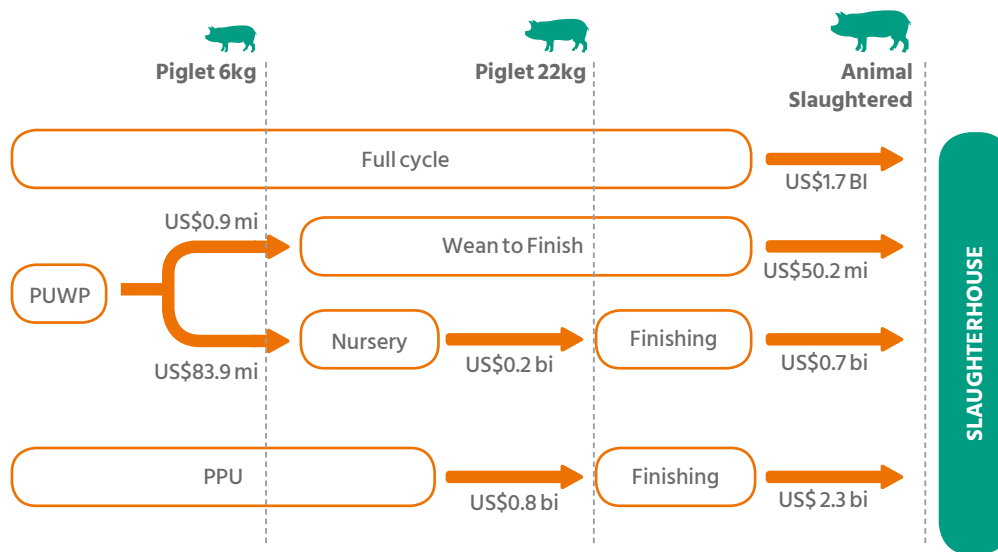 Piglet 6kg
Piglet 22kg
Animal
Slaughtered
Full cycle
US$1.7 BI
US$0.9 mi
Wean to Finish
US$50.2 mi
PUWP
Nursery
Finishing
US$83.9 mi
US$0.2 bi
US$0.7 bi
PPU
Finishing
US$0.8 bi
US$ 2.3 bi
SLAUGHTERHOUSE